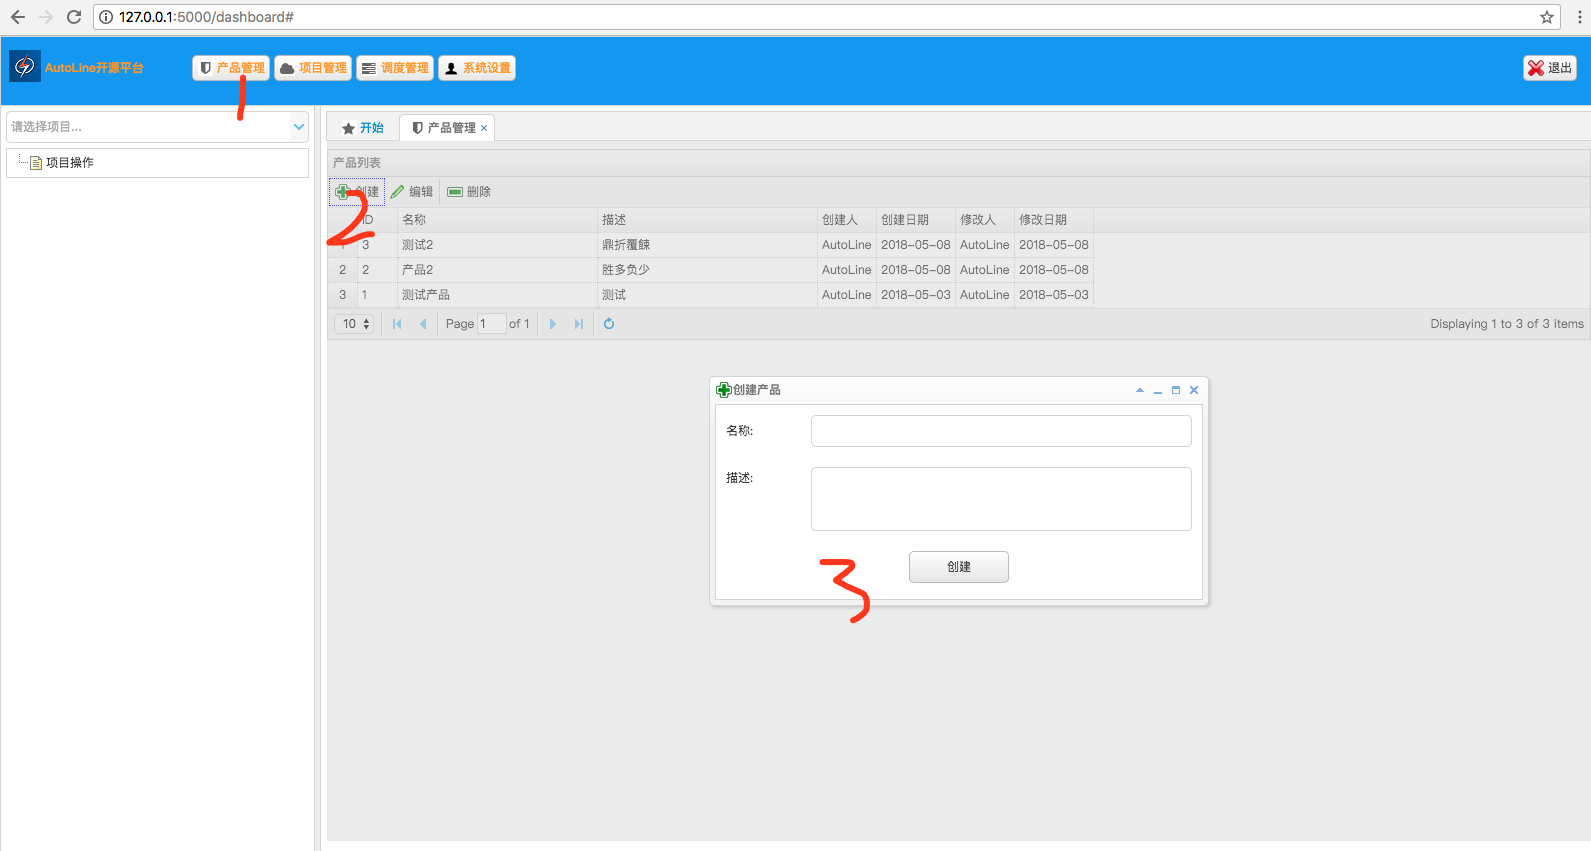 127.0.0.1:5000/dashboard#
AutoLine开源平台 产品管理 项目管理 调度管理 系统设置 退出
1
请选择项目...
开始 产品管理
项目操作
产品列表
创建 编辑 删除
2
ID 名称 描述 创建人 创建日期 修改人 修改日期
1 3 测试2 鼎折覆餗 AutoLine 2018-05-08 AutoLine 2018-05-08
2 2 产品2 胜多负少 AutoLine 2018-05-08 AutoLine 2018-05-08
3 1 测试产品 测试 AutoLine 2018-05-03 AutoLine 2018-05-03
10 Page 1 of 1 Displaying 1 to 3 of 3 items
创建产品
名称:
描述:
3
创建